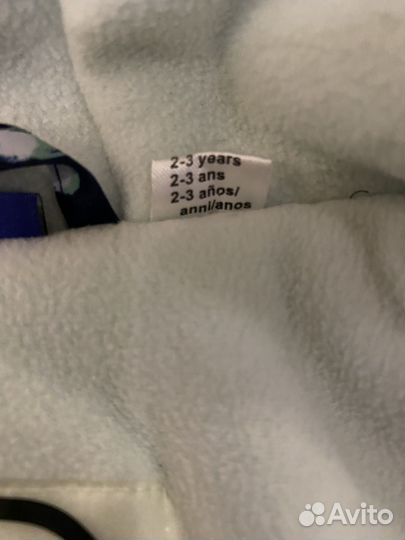 2-3 years
2-3 ans
2-3 años/
anni/anos
Avito